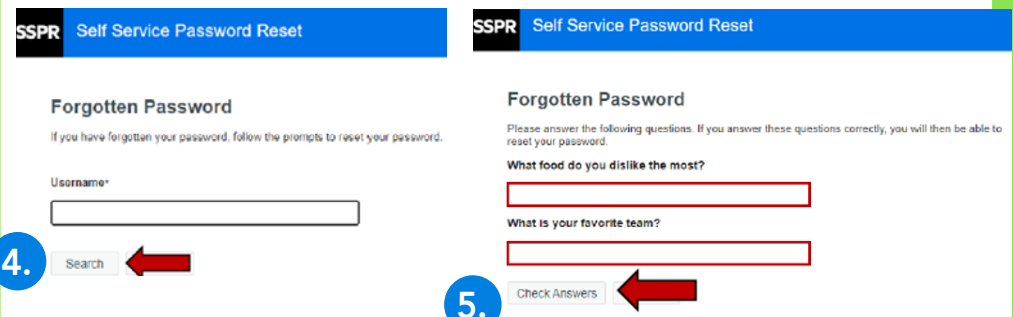 SSPR Self Service Password Reset
Forgotten Password
If you have forgotten your password, follow the prompts to reset your password.
Username*
4. Search
SSPR Self Service Password Reset
Forgotten Password
Please answer the following questions. If you answer these questions correctly, you will then be able to
reset your password.
What food do you dislike the most?
What is your favorite team?
5. Check Answers